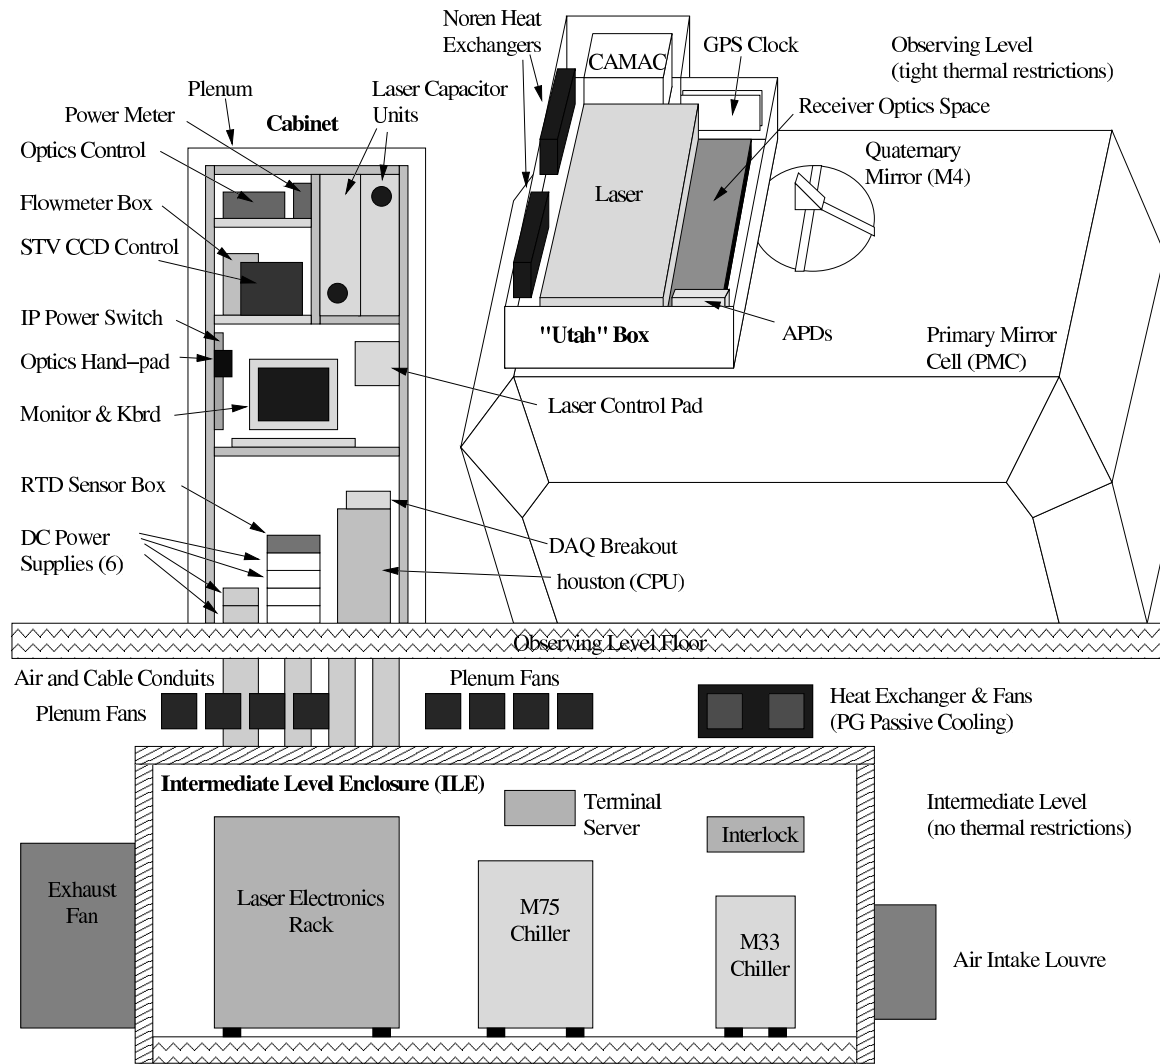 Noren Heat
Exchangers
CAMAC
GPS Clock
Observing Level
(tight thermal restrictions)
Plenum
Laser Capacitor
Units
Power Meter
Cabinet
Receiver Optics Space
Optics Control
Quaternary
Mirror (M4)
Flowmeter Box
Laser
STV CCD Control
IP Power Switch
"Utah" Box
APDs
Primary Mirror
Cell (PMC)
Optics Hand−pad
Monitor & Kbrd
Laser Control Pad
RTD Sensor Box
DC Power
Supplies (6)
DAQ Breakout
houston (CPU)
Observing Level Floor
Air and Cable Conduits
Plenum Fans
Plenum Fans
Heat Exchanger & Fans
(PG Passive Cooling)
Intermediate Level Enclosure (ILE)
Terminal
Server
Interlock
Intermediate Level
(no thermal restrictions)
Exhaust
Fan
Laser Electronics
Rack
M75
Chiller
M33
Chiller
Air Intake Louvre